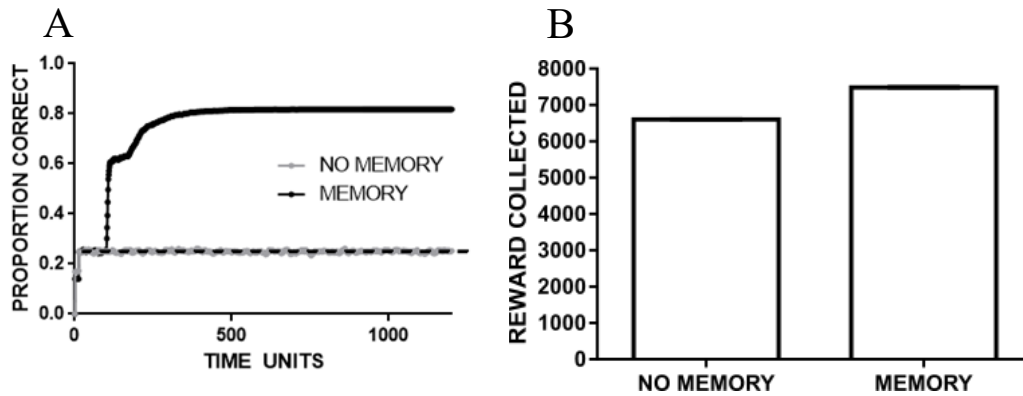 A
PROPORTION CORRECT
1.0
0.8
0.6
0.4
0.2
0.0
NO MEMORY
MEMORY
0
500
1000
TIME UNITS
B
REWARD COLLECTED
8000
7000
6000
5000
4000
3000
2000
1000
0
NO MEMORY
MEMORY